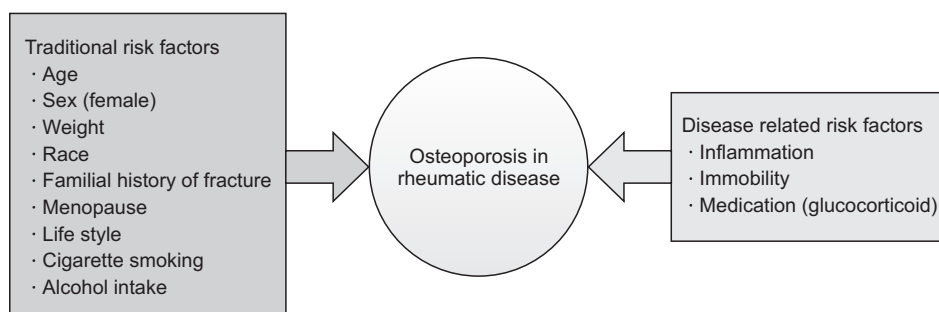 Traditional risk factors
· Age
· Sex (female)
· Weight
· Race
· Familial history of fracture
· Menopause
· Life style
· Cigarette smoking
· Alcohol intake
Osteoporosis in
rheumatic disease
Disease related risk factors
· Inflammation
· Immobility
· Medication (glucocorticoid)